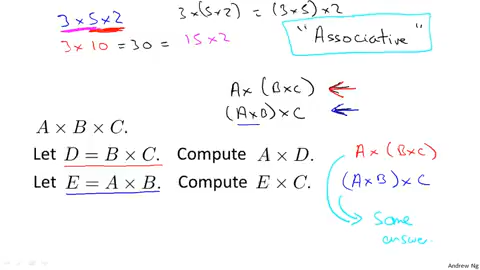 3 × 5 × 2
3 × (5 × 2) = (3 × 5) × 2
3 × 10 = 30 = 15 × 2
"Associative"
A × (B × C)
(A × B) × C
A × B × C.
Let D = B × C. Compute A × D.
A × (B × C)
Let E = A × B. Compute E × C.
(A × B) × C
Same
answer
Andrew Ng